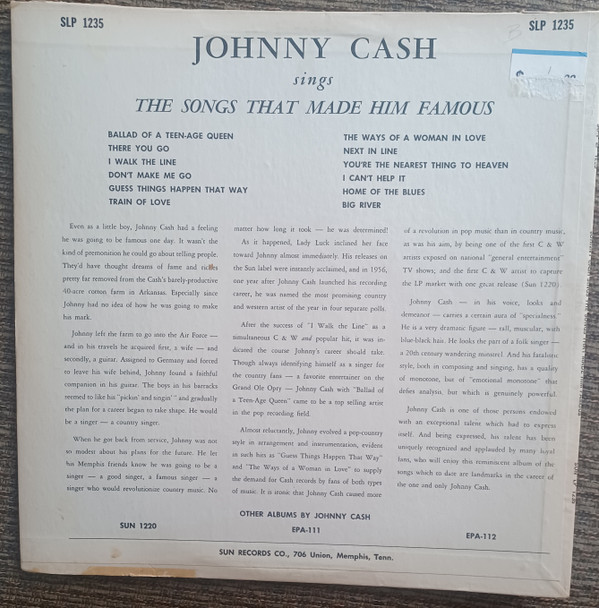 SLP 1235
SLP 1235
JOHNNY CASH
sings
THE SONGS THAT MADE HIM FAMOUS
BALLAD OF A TEEN-AGE QUEEN
THERE YOU GO
I WALK THE LINE
DON'T MAKE ME GO
GUESS THINGS HAPPEN THAT WAY
TRAIN OF LOVE
THE WAYS OF A WOMAN IN LOVE
NEXT IN LINE
YOU'RE THE NEAREST THING TO HEAVEN
I CAN'T HELP IT
HOME OF THE BLUES
BIG RIVER
Even as a little boy, Johnny Cash had a feeling
he was going to be famous one day. It wasn't the
kind of premonition he could go about telling people.
They'd have thought dreams of fame and riches
pretty far removed from the Cash's barely-productive
40-acre cotton farm in Arkansas. Especially since
Johnny had no idea of how he was going to make
his mark.
Johnny left the farm to go into the Air Force —
and in his travels he acquired first, a wife — and
secondly, a guitar. Assigned to Germany and forced
to leave his wife behind, Johnny found a faithful
companion in his guitar. The boys in his barracks
seemed to like his "pickin' and singin' " and gradually
the plan for a career began to take shape. He would
be a singer — a country singer.
When he got back from service, Johnny was not
so modest about his plans for the future. He let
his Memphis friends know he was going to be a
singer — a good singer, a famous singer — a
singer who would revolutionize country music. No
matter how long it took — he was determined!
As it happened, Lady Luck inclined her face
toward Johnny almost immediately. His releases on
the Sun label were instantly acclaimed, and in 1956,
one year after Johnny Cash launched his recording
career, he was named the most promising country
and western artist of the year in four separate polls.
After the success of "I Walk the Line" as a
simultaneous C & W and popular hit, it was in-
dicated the course Johnny's career should take.
Though always identifying himself as a singer for
the country fans — a favorite entertainer on the
Grand Ole Opry — Johnny Cash with "Ballad of
a Teen-Age Queen" came to be a top selling artist
in the pop recording field.
Almost reluctantly, Johnny evolved a pop-country
style in arrangement and instrumentation, evident
in such hits as "Guess Things Happen That Way"
and "The Ways of a Woman in Love" to supply
the demand for Cash records by fans of both types
of music. It is ironic that Johnny Cash caused more
of a revolution in pop music than in country music,
as was his aim, by being one of the first C & W
artists exposed on national "general entertainment"
TV shows, and the first C & W artist to capture
the LP market with one great release (Sun 1220)
Johnny Cash — in his voice, looks and
demeanor — carries a certain aura of "specialness."
He is a very dramatic figure — tall, muscular, with
blue-black hair. He looks the part of a folk singer —
a 20th century wandering minstrel. And his fabulous
style, both in composing and singing, has a quality
of monotone, but of "emotional monotone" that
defies analysis, but which is genuinely powerful.
Johnny Cash is one of those persons endowed
with an exceptional talent which had to express
itself. And being expressed, his talent has been
uniquely recognized and applauded by many loyal
fans, who will enjoy this reminiscent album of the
songs which to date are landmarks in the career of
the one and only Johnny Cash.
OTHER ALBUMS BY JOHNNY CASH
SUN 1220
EPA-111
EPA-112
SUN RECORDS CO., 706 Union, Memphis, Tenn.